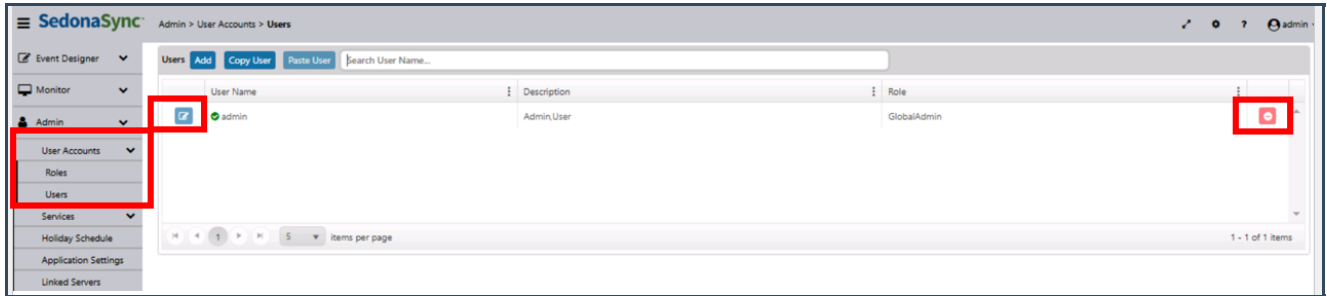 SedonaSync Admin > User Accounts > Users ? admin
Event Designer
Users Add Copy User Paste User Search User Name...
Monitor
User Name Description Role
Admin
admin Admin,User GlobalAdmin
User Accounts
Roles
Users
Services
Holiday Schedule
1 5 items per page 1 - 1 of 1 items
Application Settings
Linked Servers